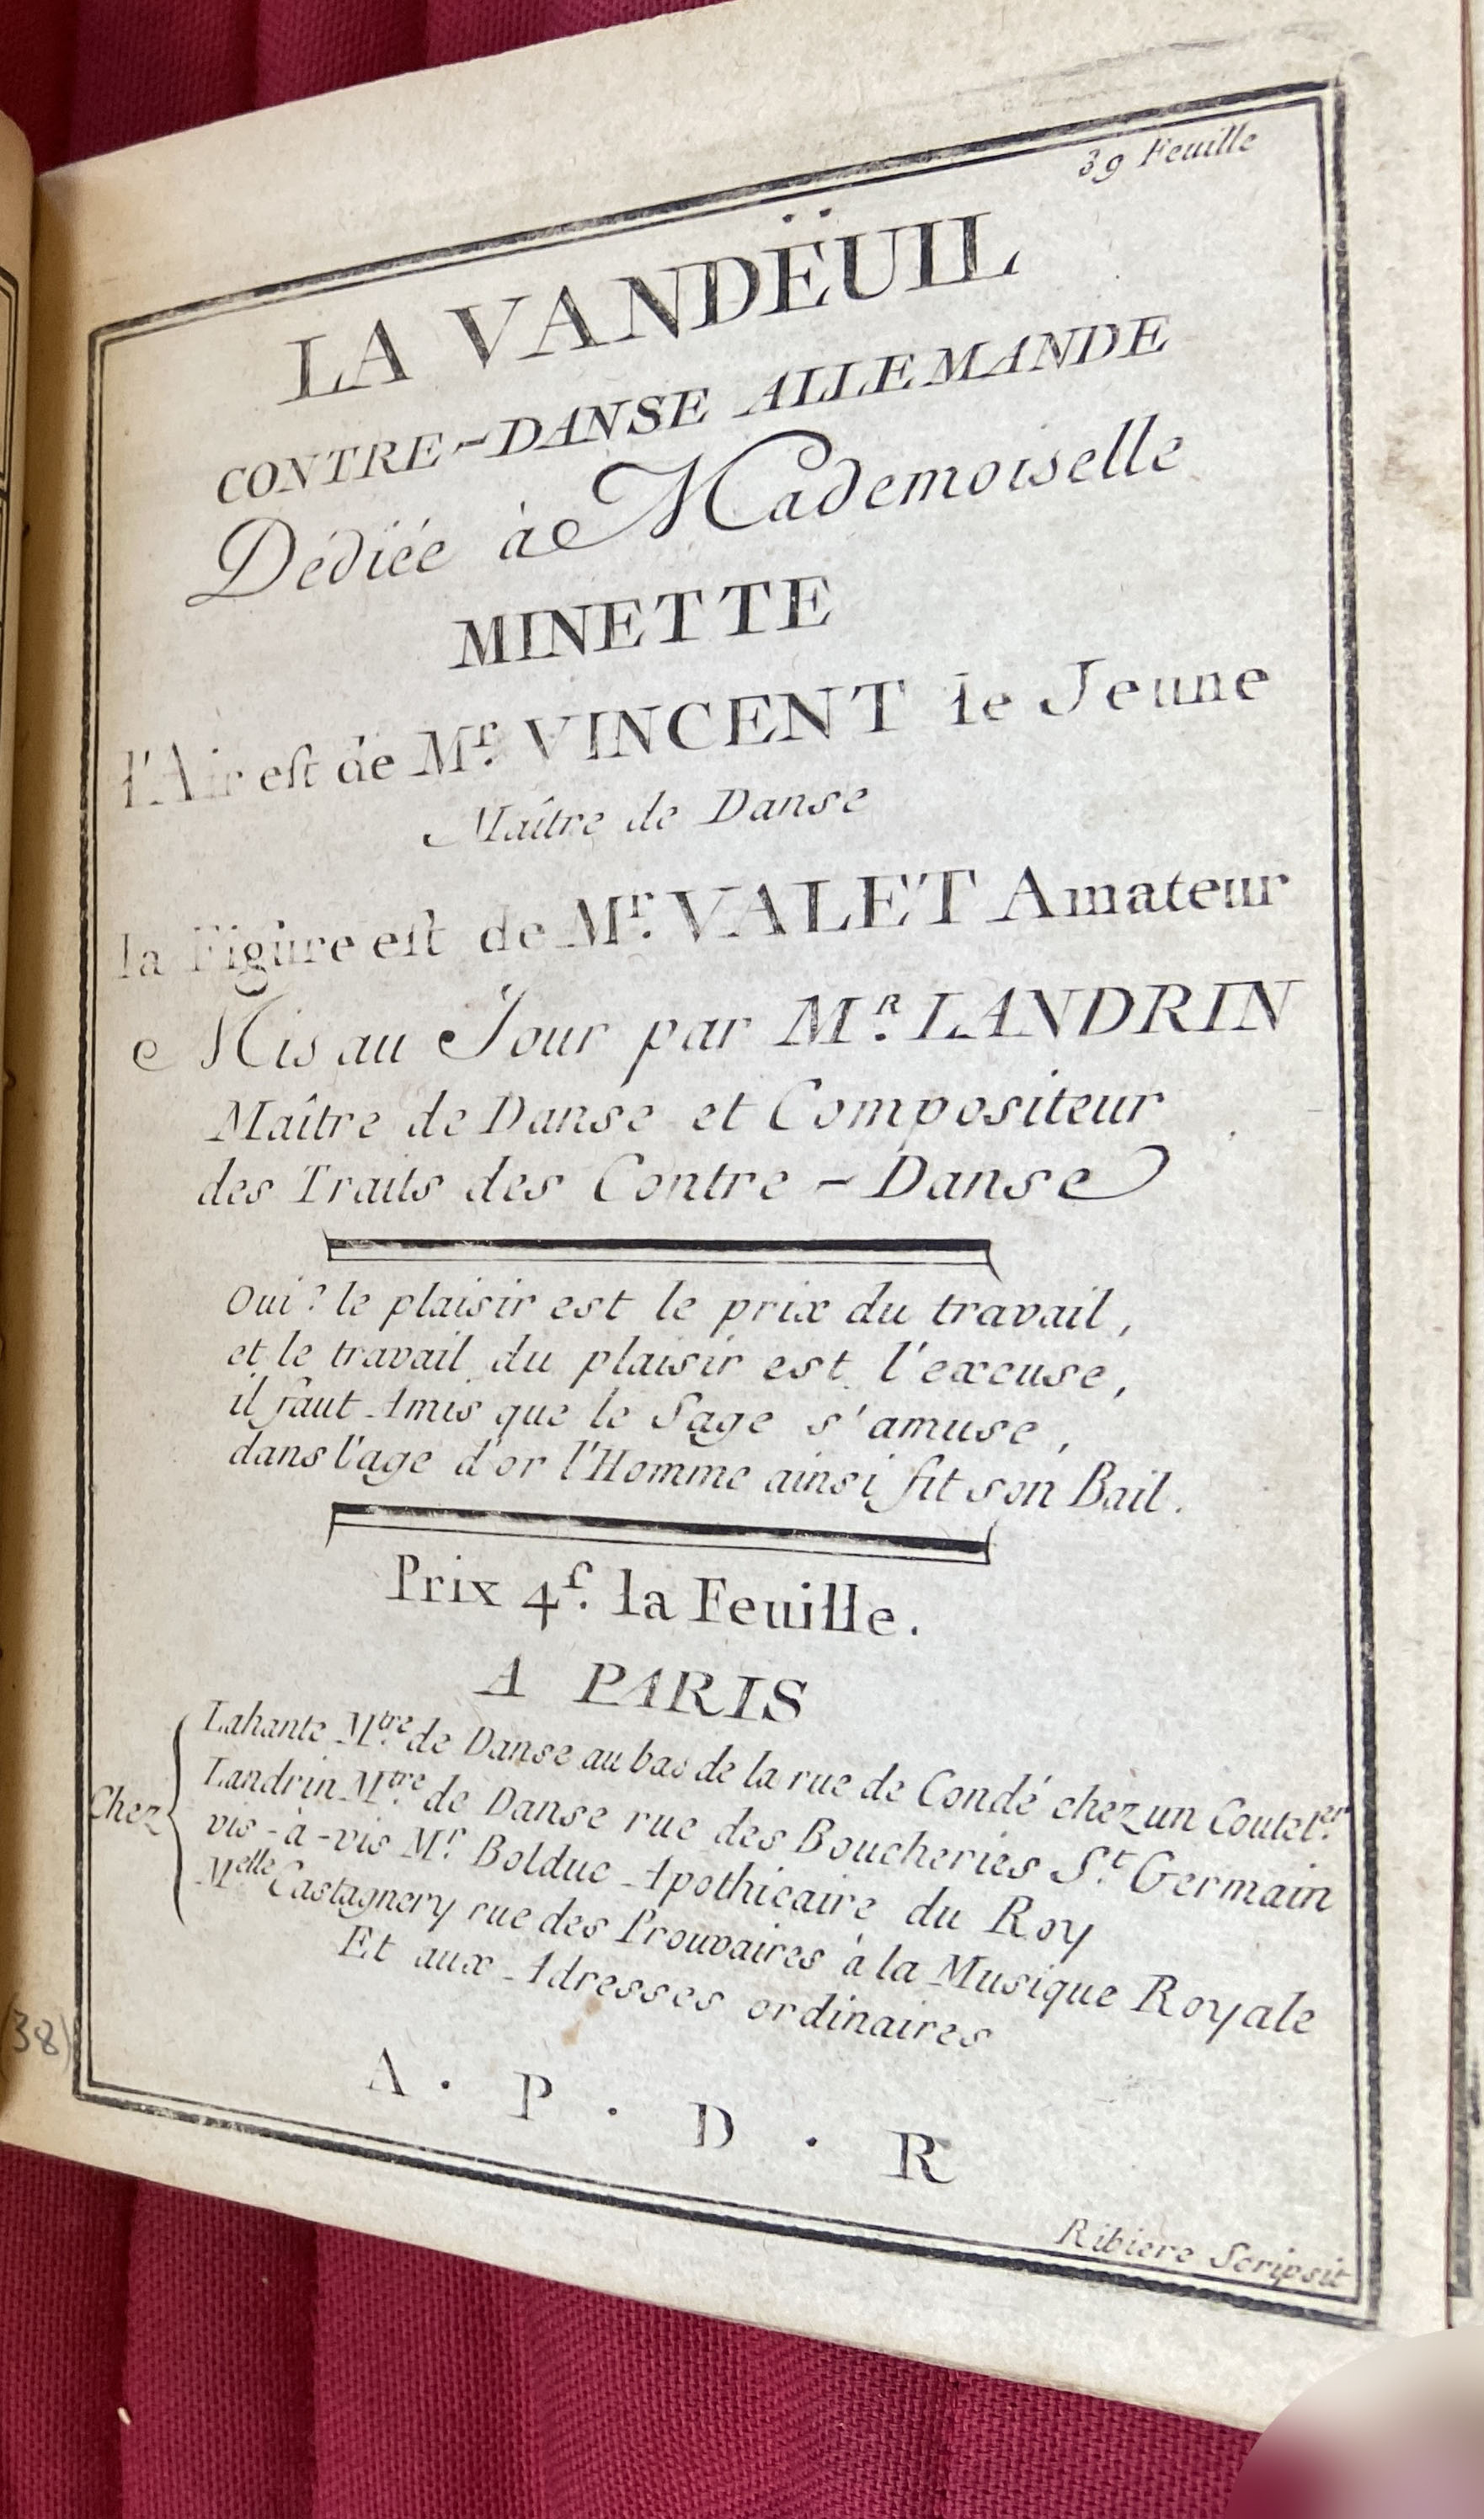 39 Feuille
LA VANDËUIL
CONTRE-DANSE ALLEMANDE
Dédiée à Mademoiselle
MINETTE
l'Air eſt de Mʳ. VINCENT le Jeune
Maître de Danse
la Figure eſt de Mʳ. VALET Amateur
Mis au Jour par Mᴿ. LANDRIN
Maître de Danse et Compositeur
des Traits des Contre-Danse
Oui? le plaisir est le prix du travail,
et le travail du plaisir est l'excuse,
il faut Amis que le Sage s'amuse,
dans l'age d'or l'Homme ainsi fit son Bail.
Prix 4ᶠ. la Feuille.
A PARIS
Lahante Mᵗʳᵉ. de Danse au bas de la rue de Condé chez un Coutelᵉʳ.
Chez Landrin Mᵗʳᵉ. de Danse rue des Boucheries Sᵗ. Germain
vis-à-vis Mʳ. Bolduc Apothicaire du Roy
Mᵉˡˡᵉ Castagnery rue des Prouvaires à la Musique Royale
Et aux Adresses ordinaires
(38)
A. P. D. R
Ribiere Scripsit